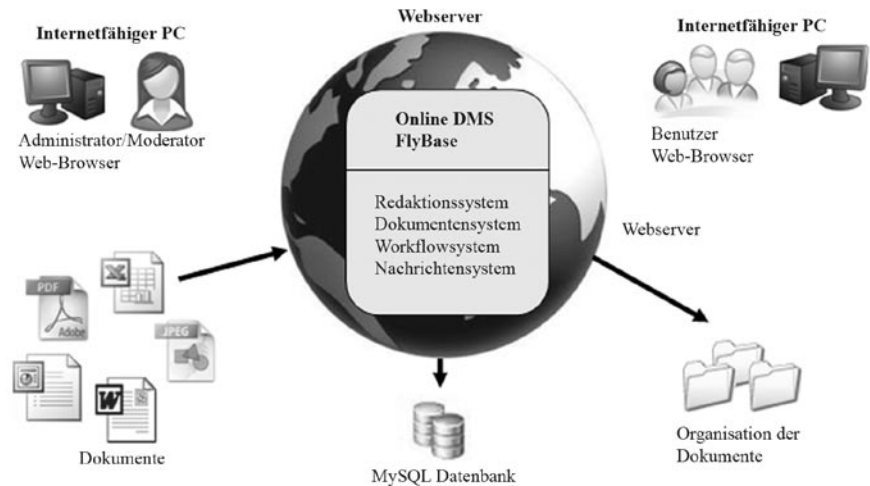 Webserver
Internetfähiger PC
Internetfähiger PC
Administrator/Moderator
Web-Browser
Benutzer
Web-Browser
Online DMS
FlyBase
Redaktionssystem
Dokumentensystem
Workflowsystem
Nachrichtensystem
Webserver
PDF
Adobe
X
JPEG
W
Dokumente
MySQL Datenbank
Organisation der
Dokumente